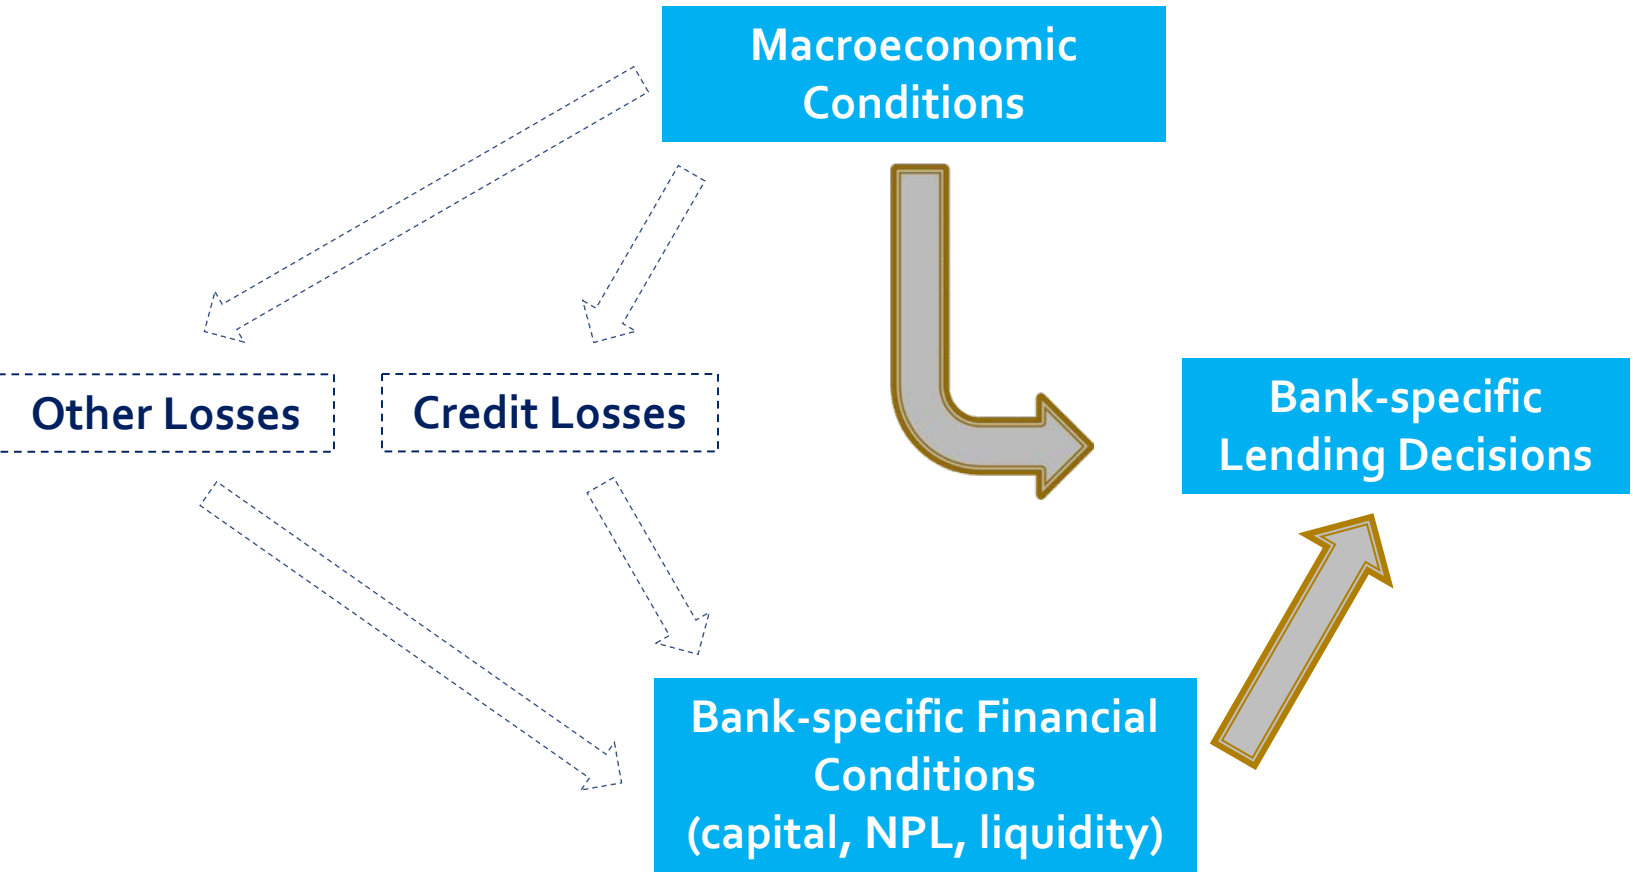 Macroeconomic
Conditions
Other Losses
Credit Losses
Bank-specific
Lending Decisions
Bank-specific Financial
Conditions
(capital, NPL, liquidity)